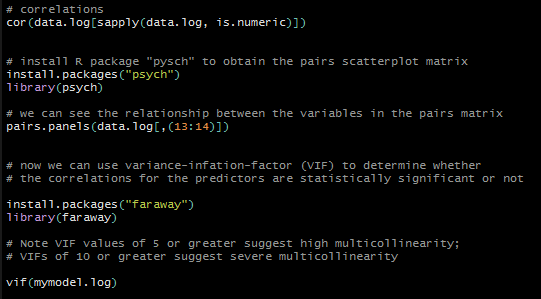 # correlations
cor(data.log[sapply(data.log, is.numeric)])
# install R package "pysch" to obtain the pairs scatterplot matrix
install.packages("psych")
library(psych)
# we can see the relationship between the variables in the pairs matrix
pairs.panels(data.log[,(13:14)])
# now we can use variance-infation-factor (VIF) to determine whether
# the correlations for the predictors are statistically significant or not
install.packages("faraway")
library(faraway)
# Note VIF values of 5 or greater suggest high multicollinearity;
# VIFs of 10 or greater suggest severe multicollinearity
vif(mymodel.log)